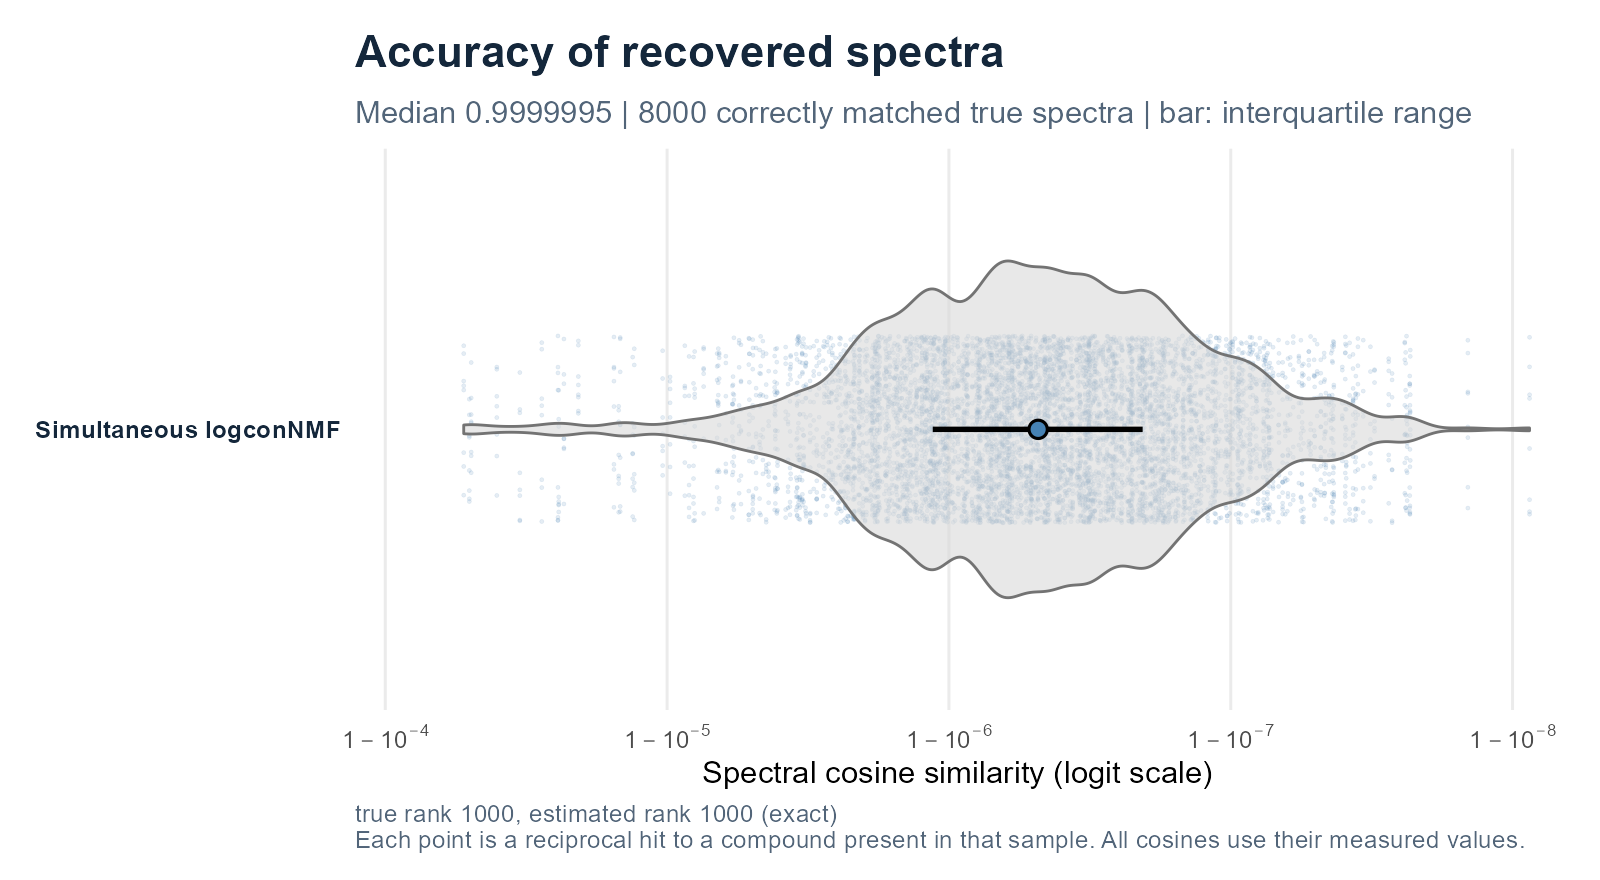 Accuracy of recovered spectra
Median 0.9999995 | 8000 correctly matched true spectra | bar: interquartile range
Simultaneous logconNMF
1 − 10⁻⁴ 1 − 10⁻⁵ 1 − 10⁻⁶ 1 − 10⁻⁷ 1 − 10⁻⁸
Spectral cosine similarity (logit scale)
true rank 1000, estimated rank 1000 (exact)
Each point is a reciprocal hit to a compound present in that sample. All cosines use their measured values.